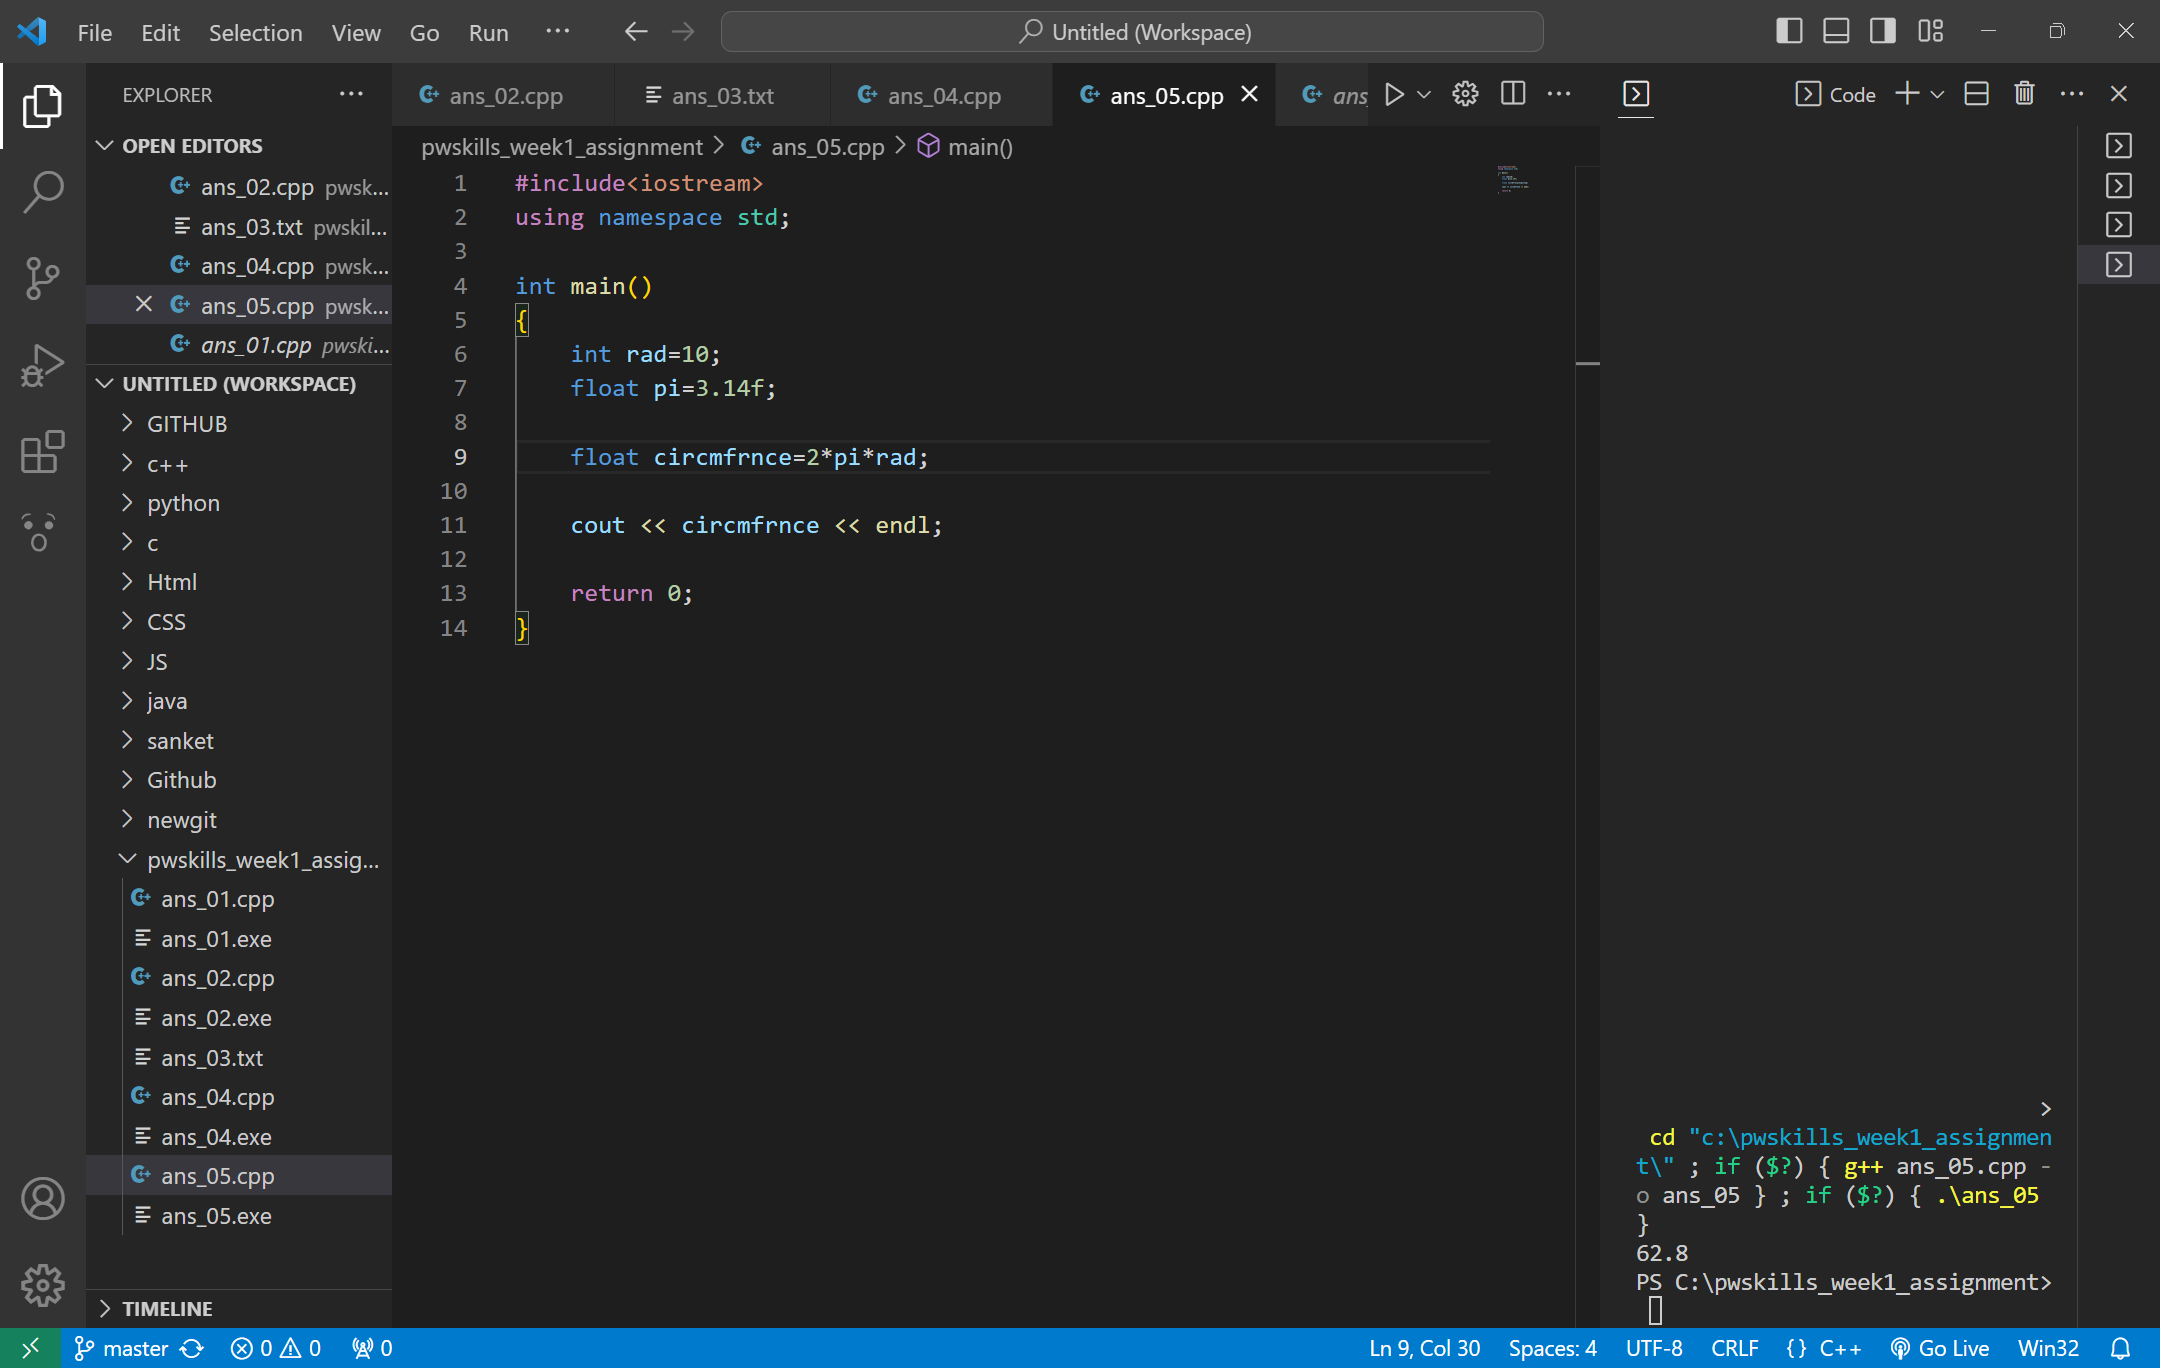 File Edit Selection View Go Run ··· Untitled (Workspace)
EXPLORER ···
OPEN EDITORS
ans_02.cpp pwsk...
ans_03.txt pwskil...
ans_04.cpp pwsk...
ans_05.cpp pwsk...
ans_01.cpp pwski...
UNTITLED (WORKSPACE)
GITHUB
c++
python
c
Html
CSS
JS
java
sanket
Github
newgit
pwskills_week1_assig...
ans_01.cpp
ans_01.exe
ans_02.cpp
ans_02.exe
ans_03.txt
ans_04.cpp
ans_04.exe
ans_05.cpp
ans_05.exe
TIMELINE
ans_02.cpp ans_03.txt ans_04.cpp ans_05.cpp ans
pwskills_week1_assignment > ans_05.cpp > main()
1 #include<iostream>
2 using namespace std;
3
4 int main()
5 {
6 int rad=10;
7 float pi=3.14f;
8
9 float circmfrnce=2*pi*rad;
10
11 cout << circmfrnce << endl;
12
13 return 0;
14 }
Code
>
cd "c:\pwskills_week1_assignmen
t\" ; if ($?) { g++ ans_05.cpp -
o ans_05 } ; if ($?) { .\ans_05
}
62.8
PS C:\pwskills_week1_assignment>
master 0 0 0 Ln 9, Col 30 Spaces: 4 UTF-8 CRLF {} C++ Go Live Win32